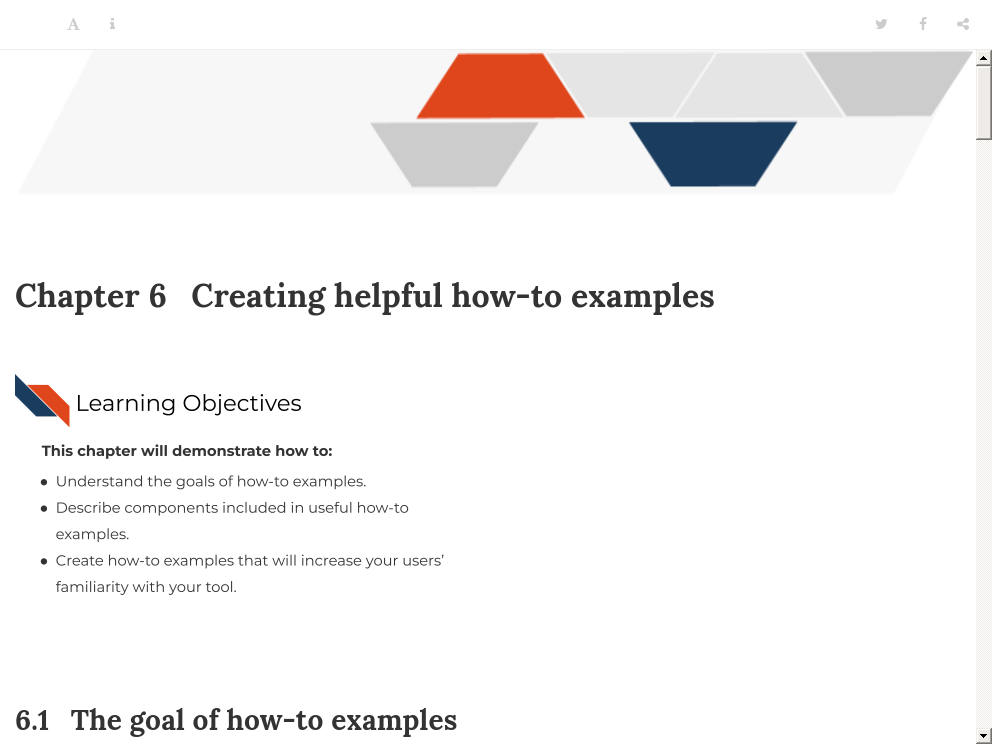 Chapter 6 Creating helpful how-to examples
Learning Objectives
This chapter will demonstrate how to:
● Understand the goals of how-to examples.
● Describe components included in useful how-to
examples.
● Create how-to examples that will increase your users’
familiarity with your tool.
6.1 The goal of how-to examples